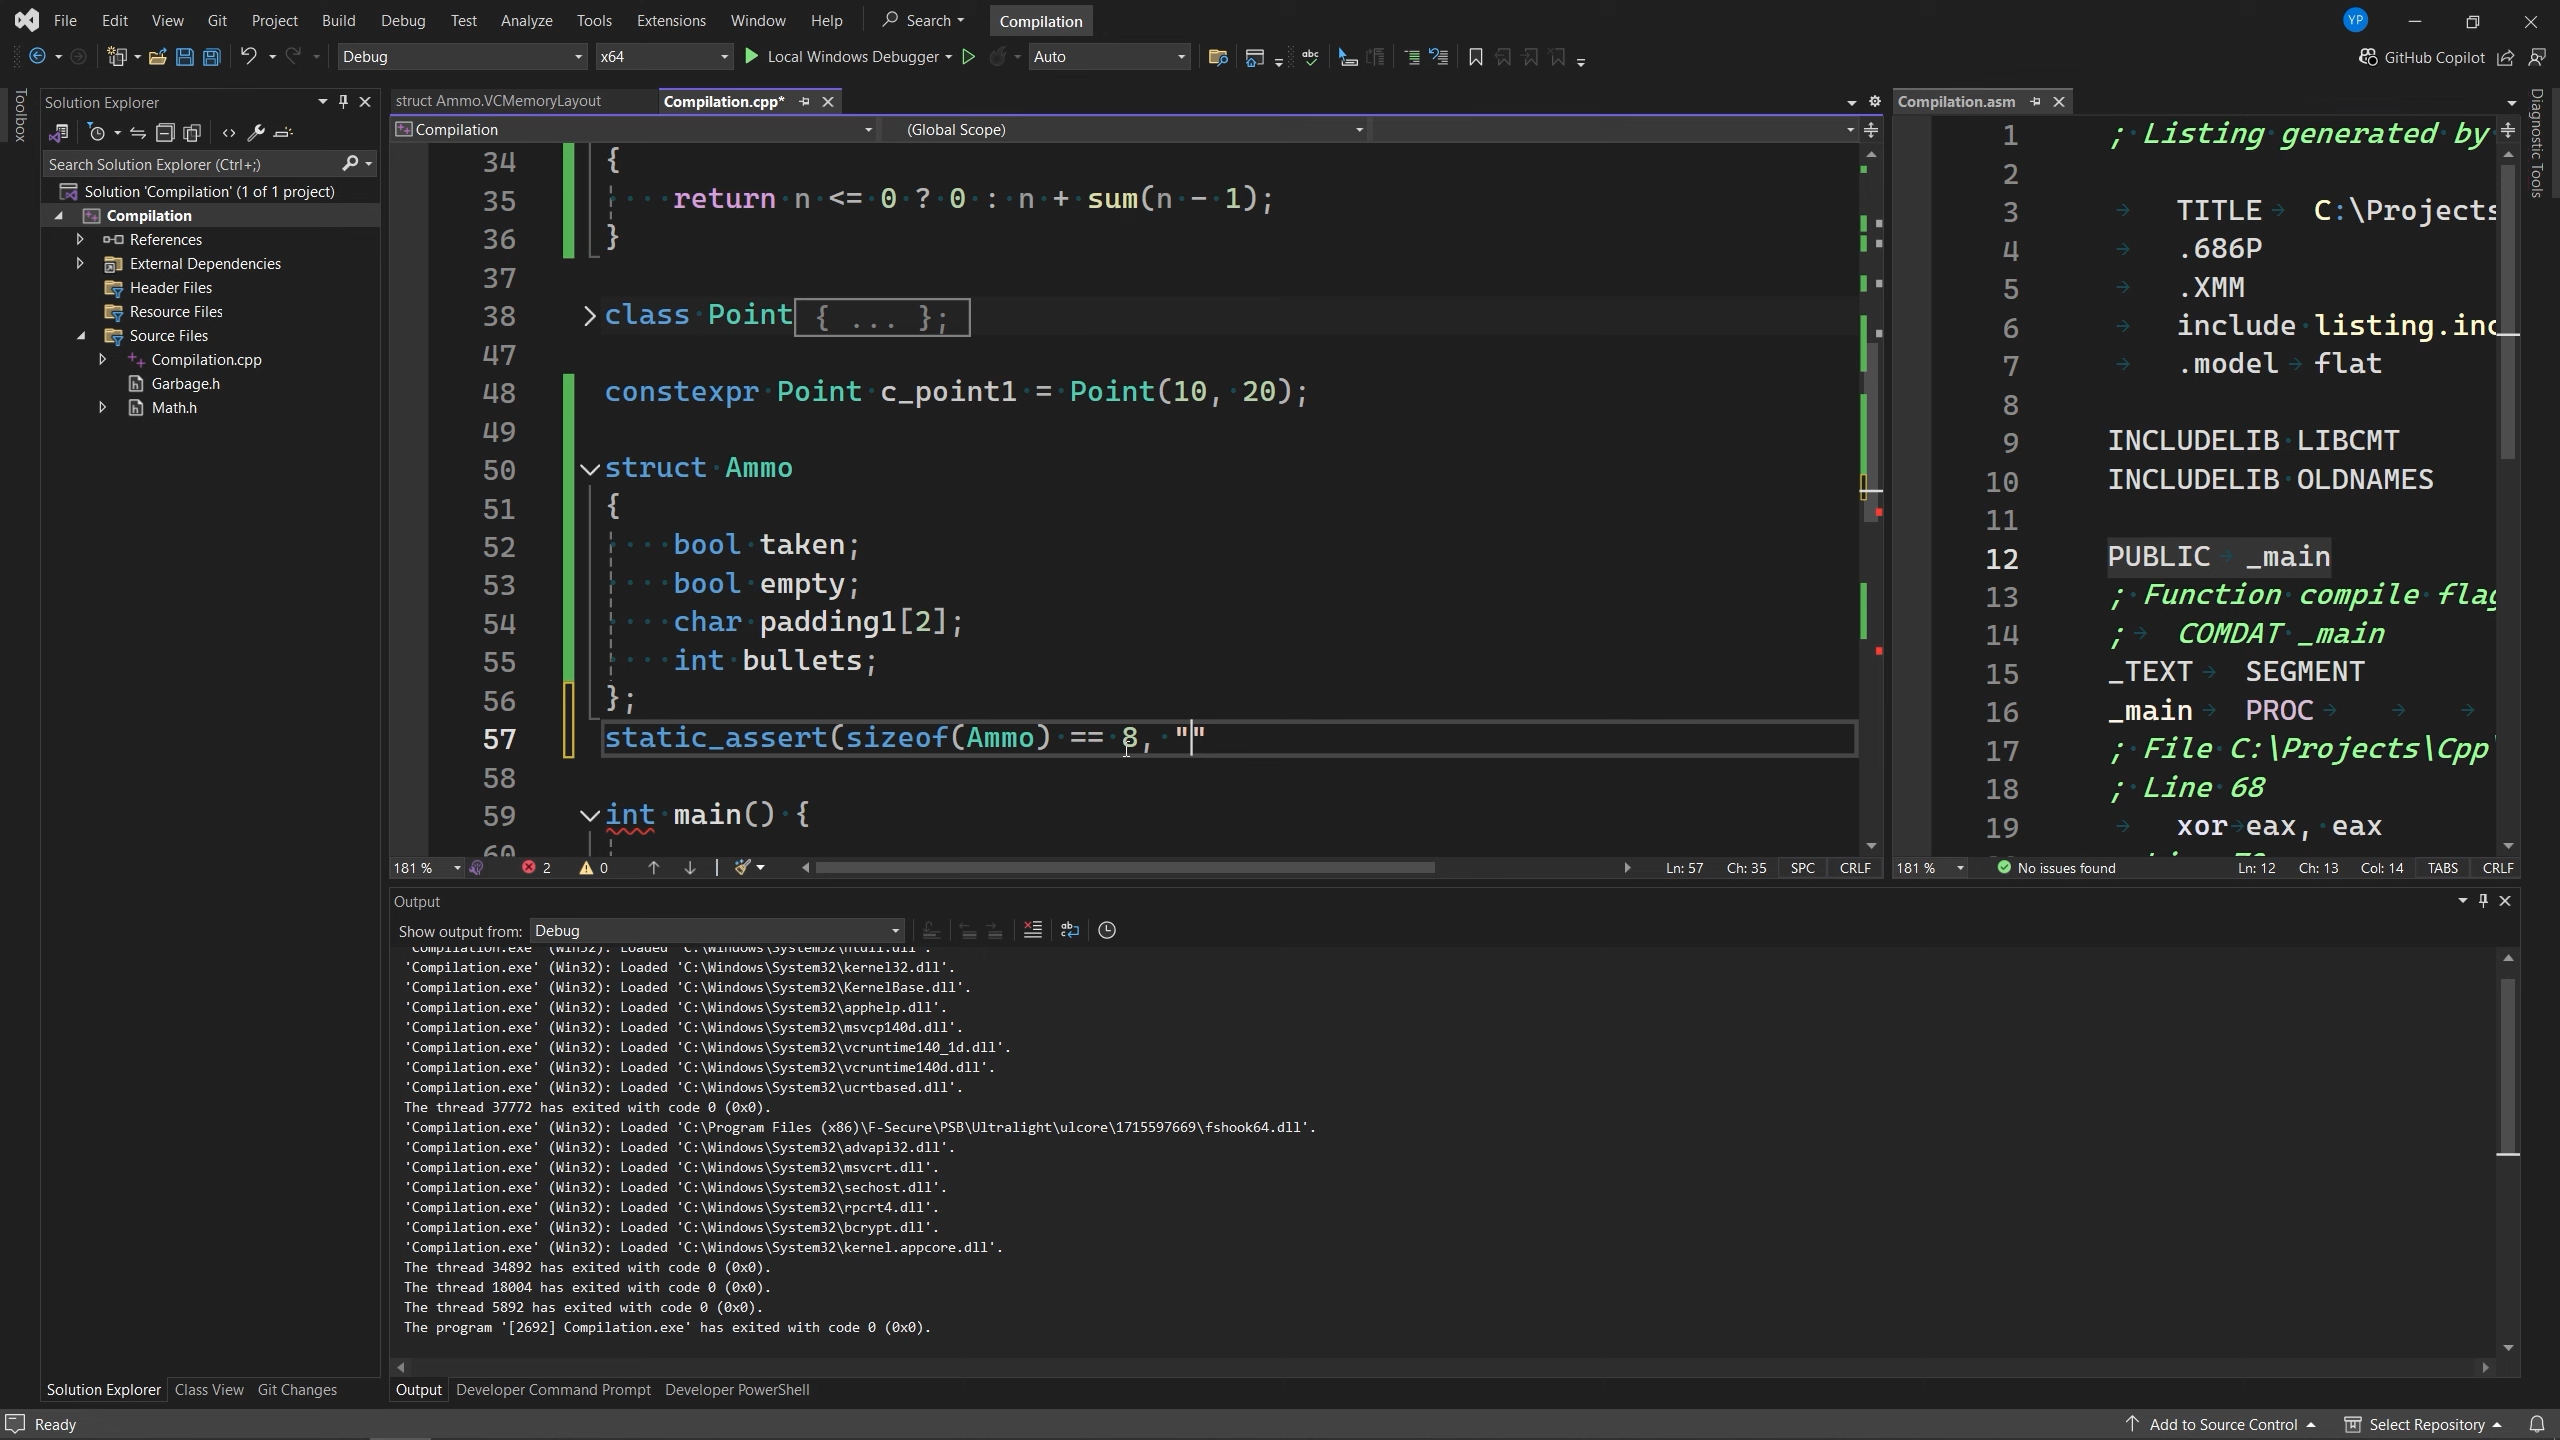 File Edit View Git Project Build Debug Test Analyze Tools Extensions Window Help Search Compilation YP
Debug x64 Local Windows Debugger Auto GitHub Copilot
Toolbox
Solution Explorer
Search Solution Explorer (Ctrl+;)
Solution 'Compilation' (1 of 1 project)
Compilation
References
External Dependencies
Header Files
Resource Files
Source Files
Compilation.cpp
Garbage.h
Math.h
Solution Explorer Class View Git Changes
struct Ammo.VCMemoryLayout Compilation.cpp*
Compilation (Global Scope)
34 {
35 return n <= 0 ? 0 : n + sum(n - 1);
36 }
37
38 class Point { ... };
47
48 constexpr Point c_point1 = Point(10, 20);
49
50 struct Ammo
51 {
52 bool taken;
53 bool empty;
54 char padding1[2];
55 int bullets;
56 };
57 static_assert(sizeof(Ammo) == 8, ""
58
59 int main() {
60
181 % 2 0 Ln: 57 Ch: 35 SPC CRLF
Compilation.asm
1 ; Listing generated by
2
3 TITLE C:\Projects
4 .686P
5 .XMM
6 include listing.inc
7 .model flat
8
9 INCLUDELIB LIBCMT
10 INCLUDELIB OLDNAMES
11
12 PUBLIC _main
13 ; Function compile flag
14 ; COMDAT _main
15 _TEXT SEGMENT
16 _main PROC
17 ; File C:\Projects\Cpp
18 ; Line 68
19 xor eax, eax
181 % No issues found Ln: 12 Ch: 13 Col: 14 TABS CRLF
Diagnostic Tools
Output
Show output from: Debug
'Compilation.exe' (Win32): Loaded 'C:\Windows\System32\ntdll.dll'.
'Compilation.exe' (Win32): Loaded 'C:\Windows\System32\kernel32.dll'.
'Compilation.exe' (Win32): Loaded 'C:\Windows\System32\KernelBase.dll'.
'Compilation.exe' (Win32): Loaded 'C:\Windows\System32\apphelp.dll'.
'Compilation.exe' (Win32): Loaded 'C:\Windows\System32\msvcp140d.dll'.
'Compilation.exe' (Win32): Loaded 'C:\Windows\System32\vcruntime140_1d.dll'.
'Compilation.exe' (Win32): Loaded 'C:\Windows\System32\vcruntime140d.dll'.
'Compilation.exe' (Win32): Loaded 'C:\Windows\System32\ucrtbased.dll'.
The thread 37772 has exited with code 0 (0x0).
'Compilation.exe' (Win32): Loaded 'C:\Program Files (x86)\F-Secure\PSB\Ultralight\ulcore\1715597669\fshook64.dll'.
'Compilation.exe' (Win32): Loaded 'C:\Windows\System32\advapi32.dll'.
'Compilation.exe' (Win32): Loaded 'C:\Windows\System32\msvcrt.dll'.
'Compilation.exe' (Win32): Loaded 'C:\Windows\System32\sechost.dll'.
'Compilation.exe' (Win32): Loaded 'C:\Windows\System32\rpcrt4.dll'.
'Compilation.exe' (Win32): Loaded 'C:\Windows\System32\bcrypt.dll'.
'Compilation.exe' (Win32): Loaded 'C:\Windows\System32\kernel.appcore.dll'.
The thread 34892 has exited with code 0 (0x0).
The thread 18004 has exited with code 0 (0x0).
The thread 5892 has exited with code 0 (0x0).
The program '[2692] Compilation.exe' has exited with code 0 (0x0).
Output Developer Command Prompt Developer PowerShell
Ready Add to Source Control Select Repository